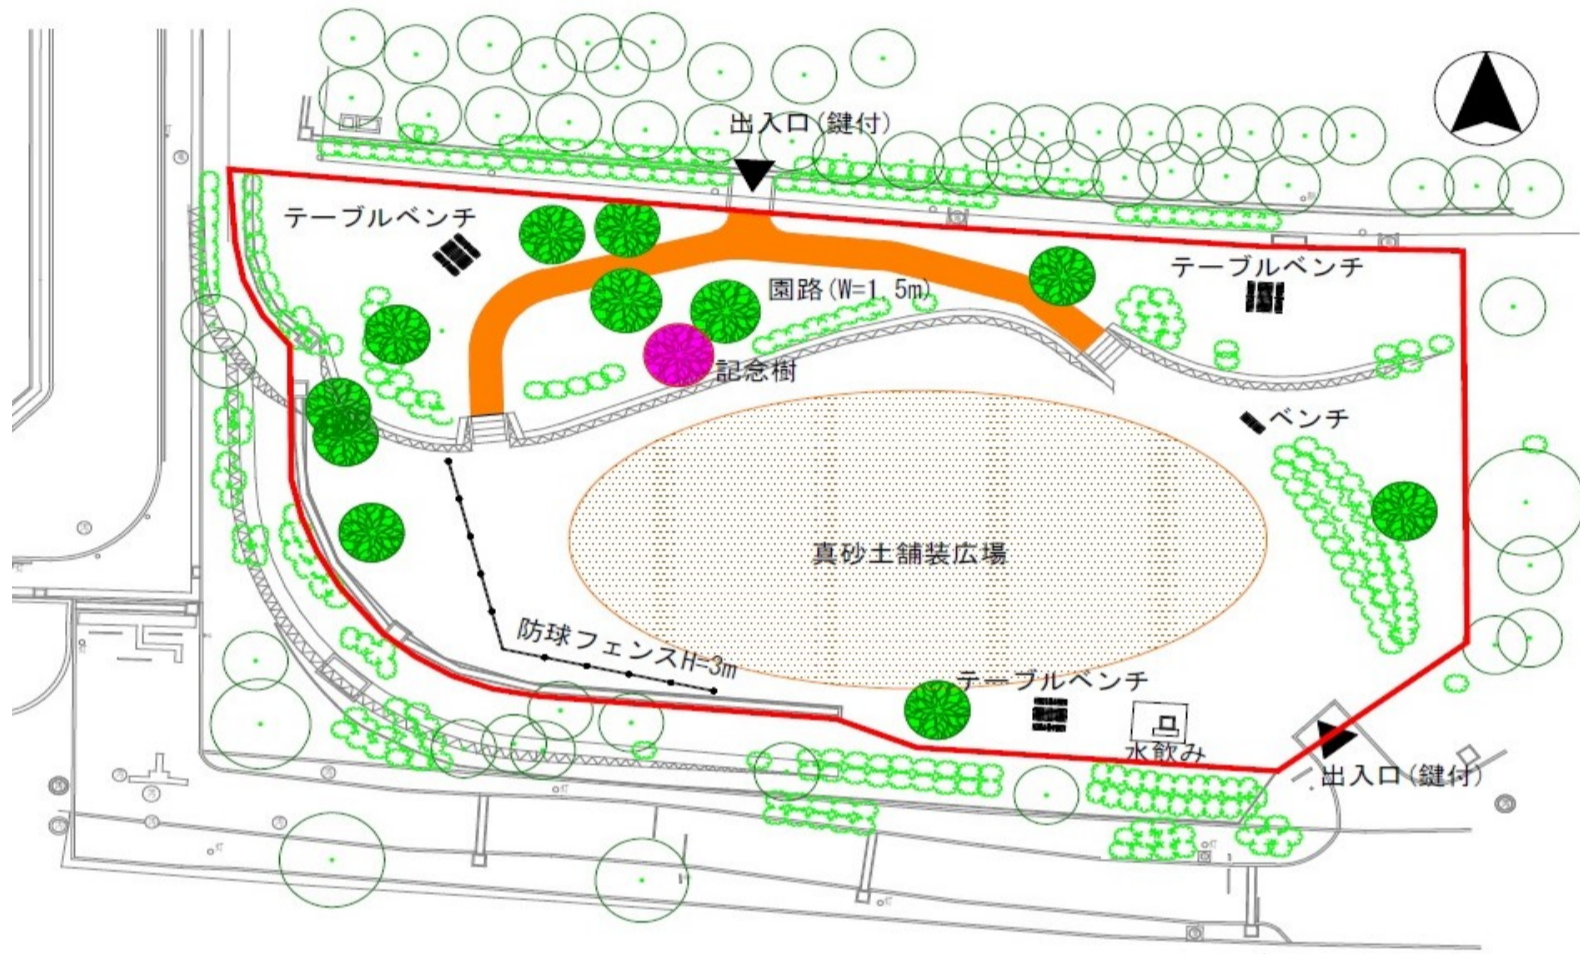 出入口(鍵付)
テーブルベンチ
テーブルベンチ
園路(W=1.5m)
記念樹
ベンチ
真砂土舗装広場
防球フェンスH=3m
テーブルベンチ
水飲み
出入口(鍵付)